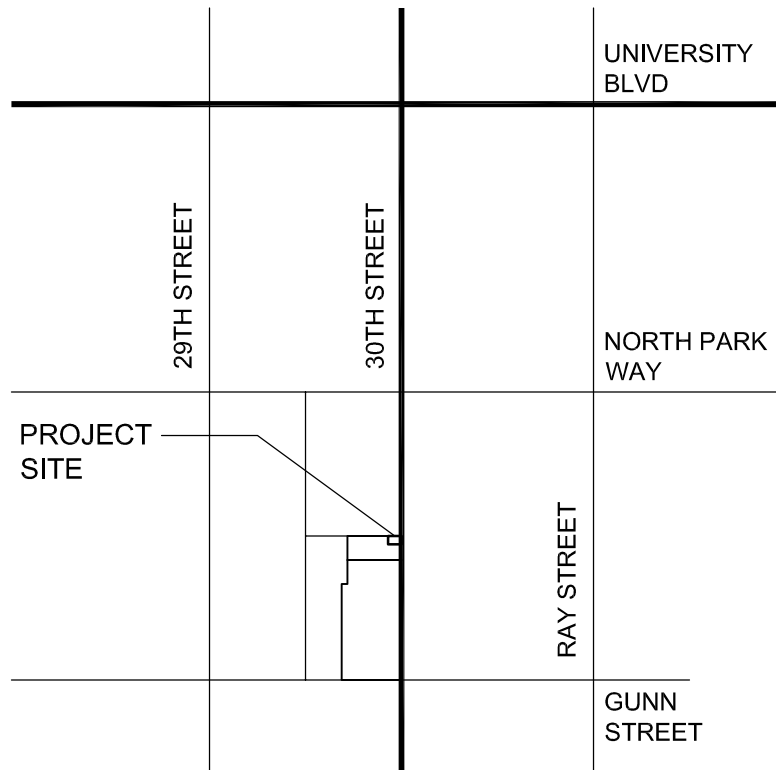 UNIVERSITY
BLVD
29TH STREET
30TH STREET
NORTH PARK
WAY
PROJECT
SITE
RAY STREET
GUNN
STREET